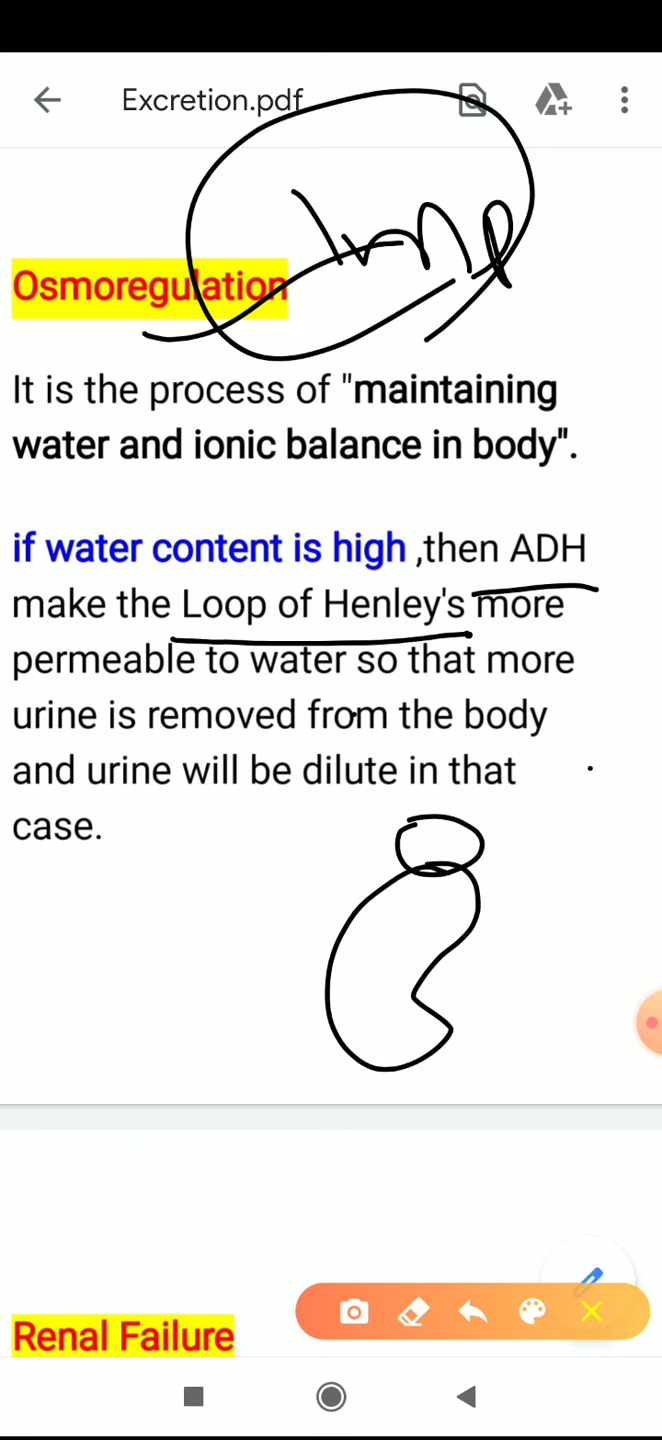 Excretion.pdf
Imp
Osmoregulation
It is the process of "maintaining
water and ionic balance in body".
if water content is high ,then ADH
make the Loop of Henley's more
permeable to water so that more
urine is removed from the body
and urine will be dilute in that
case.
Renal Failure